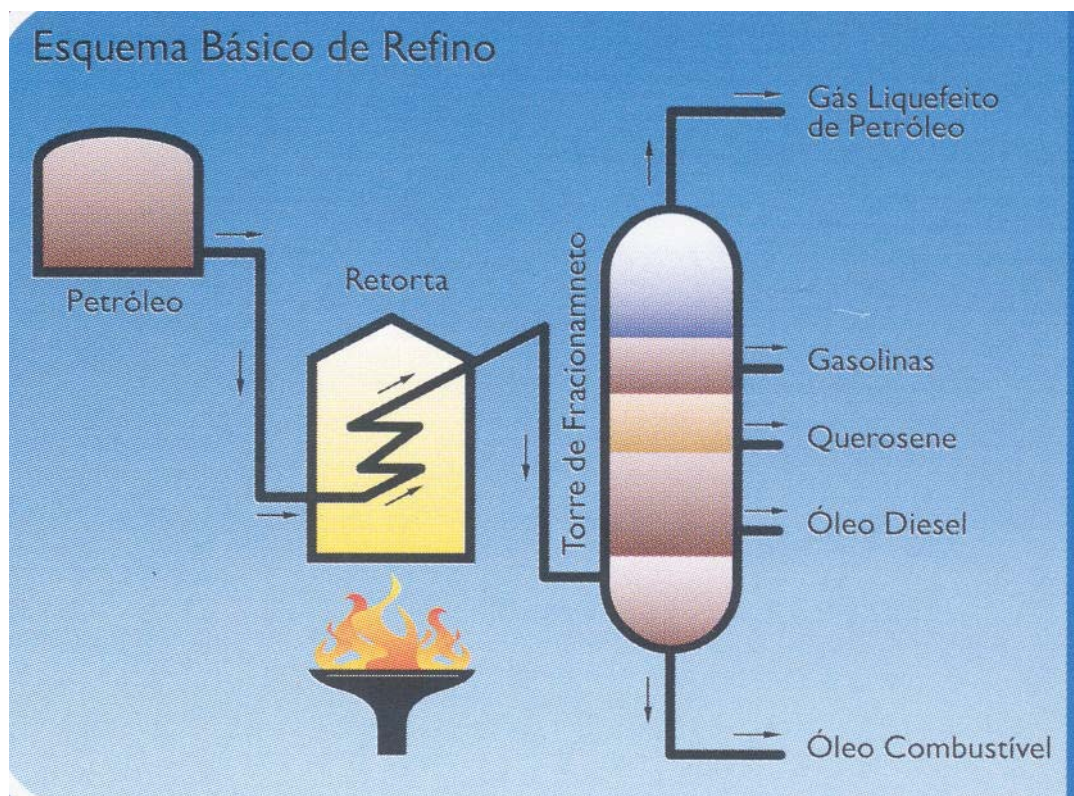 Esquema Básico de Refino
Gás Liquefeito
de Petróleo
Petróleo
Retorta
Torre de Fracionamneto
Gasolinas
Querosene
Óleo Diesel
Óleo Combustível